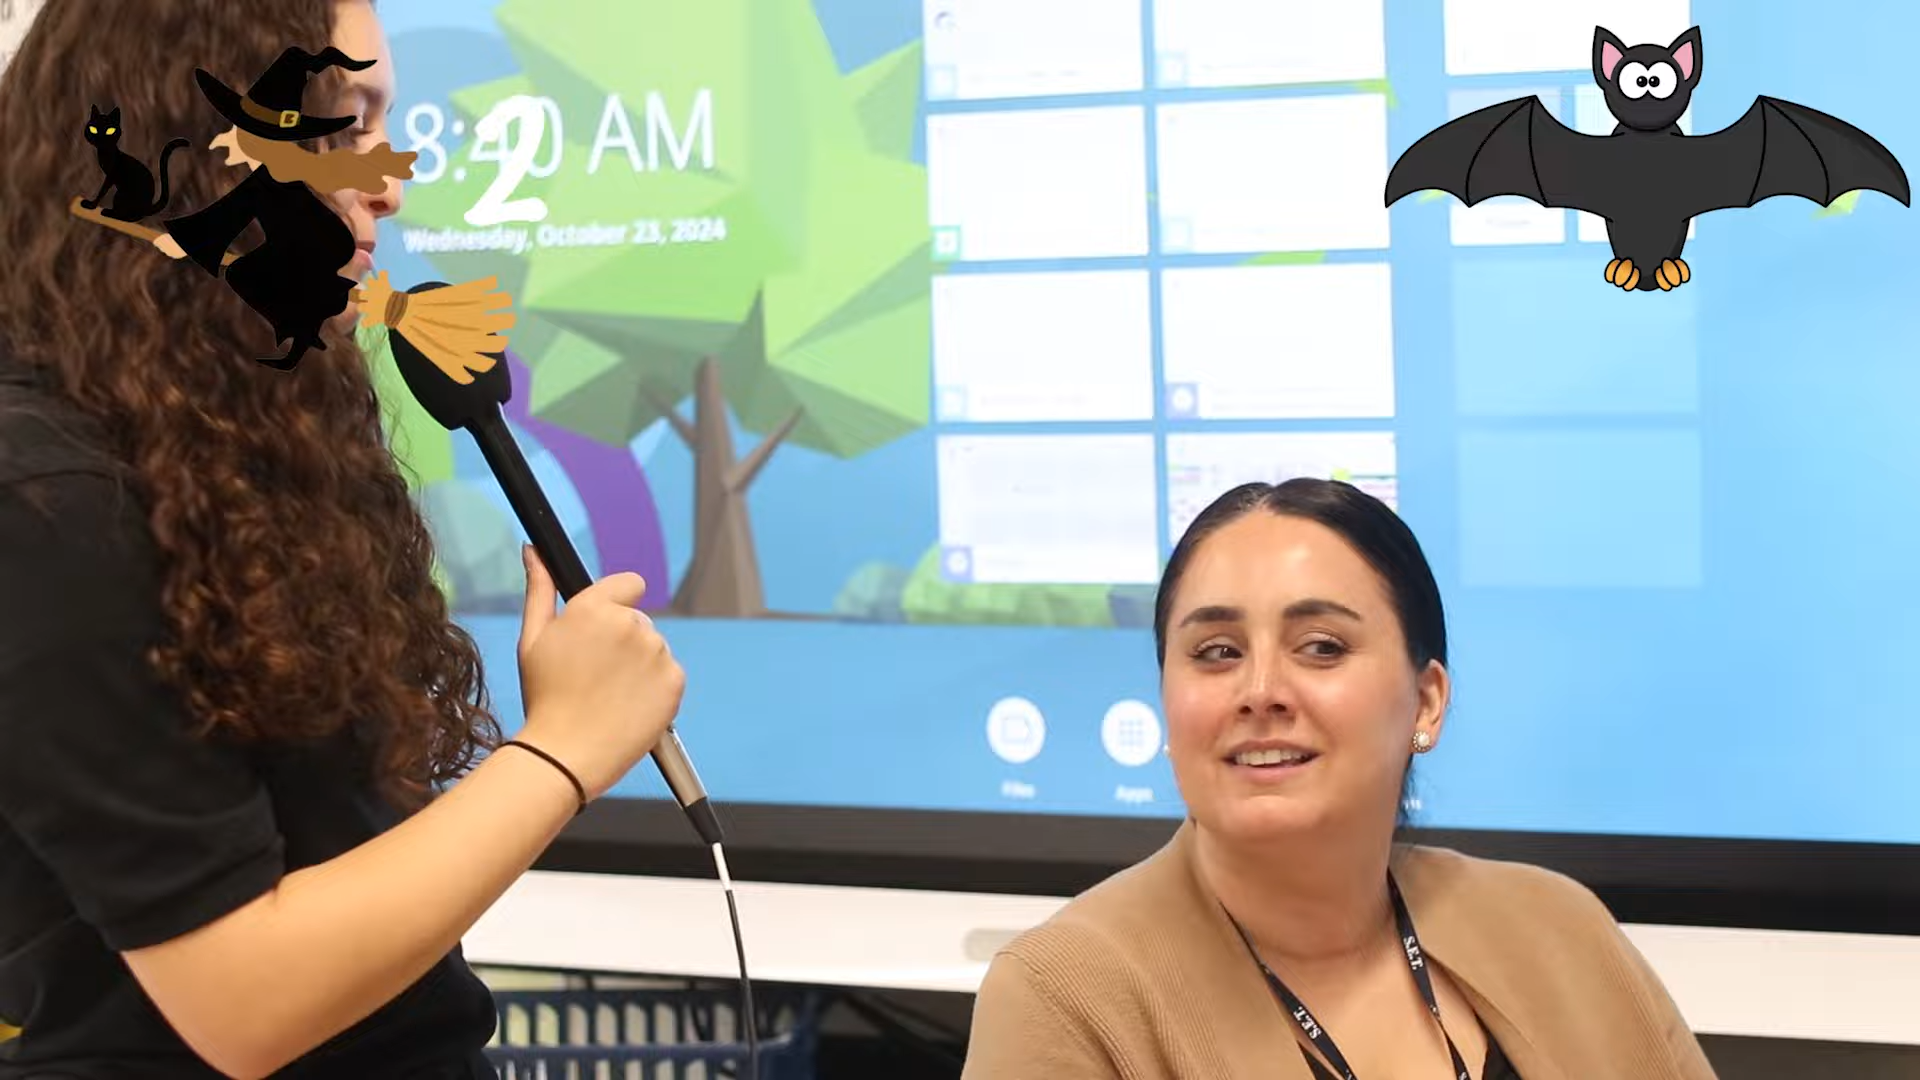 8:40 AM
2
Wednesday, October 23, 2024
Files
Apps
S.E.T.
S.E.T.